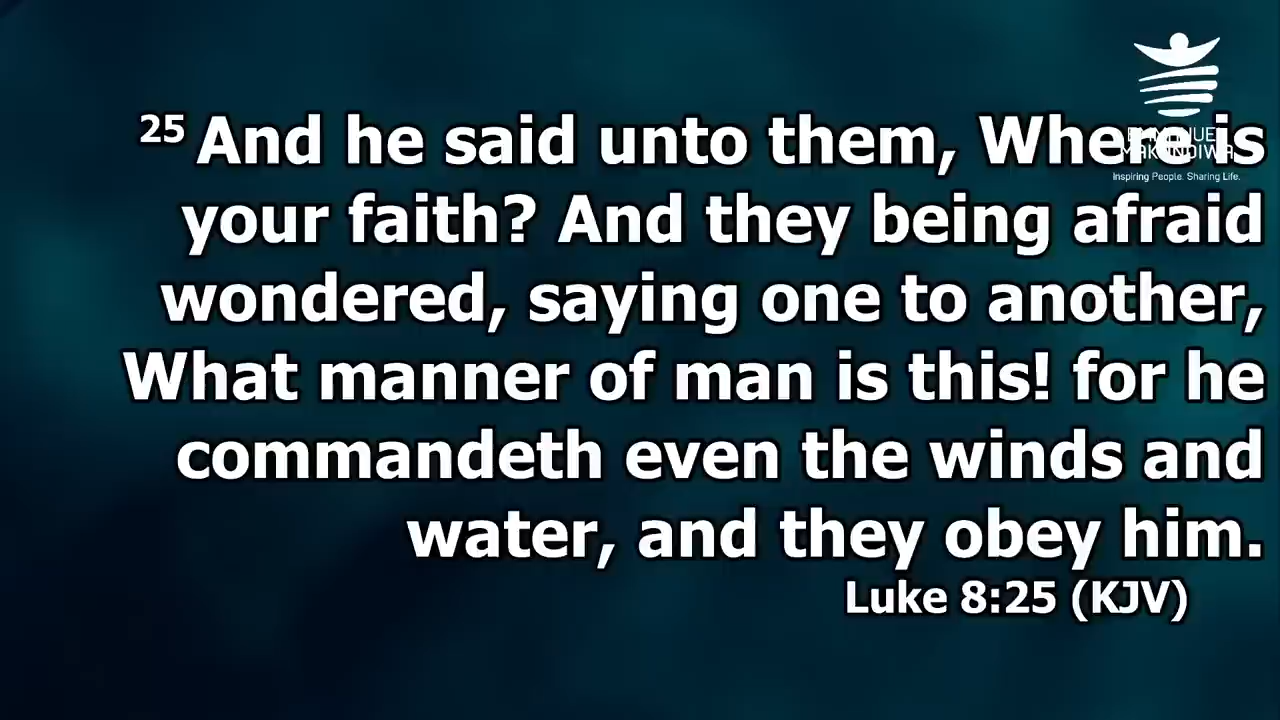 25 And he said unto them, Where is
your faith? And they being afraid
wondered, saying one to another,
What manner of man is this! for he
commandeth even the winds and
water, and they obey him.
Luke 8:25 (KJV)
EMMANUEL
MAKANDIWA
Inspiring People. Sharing Life.